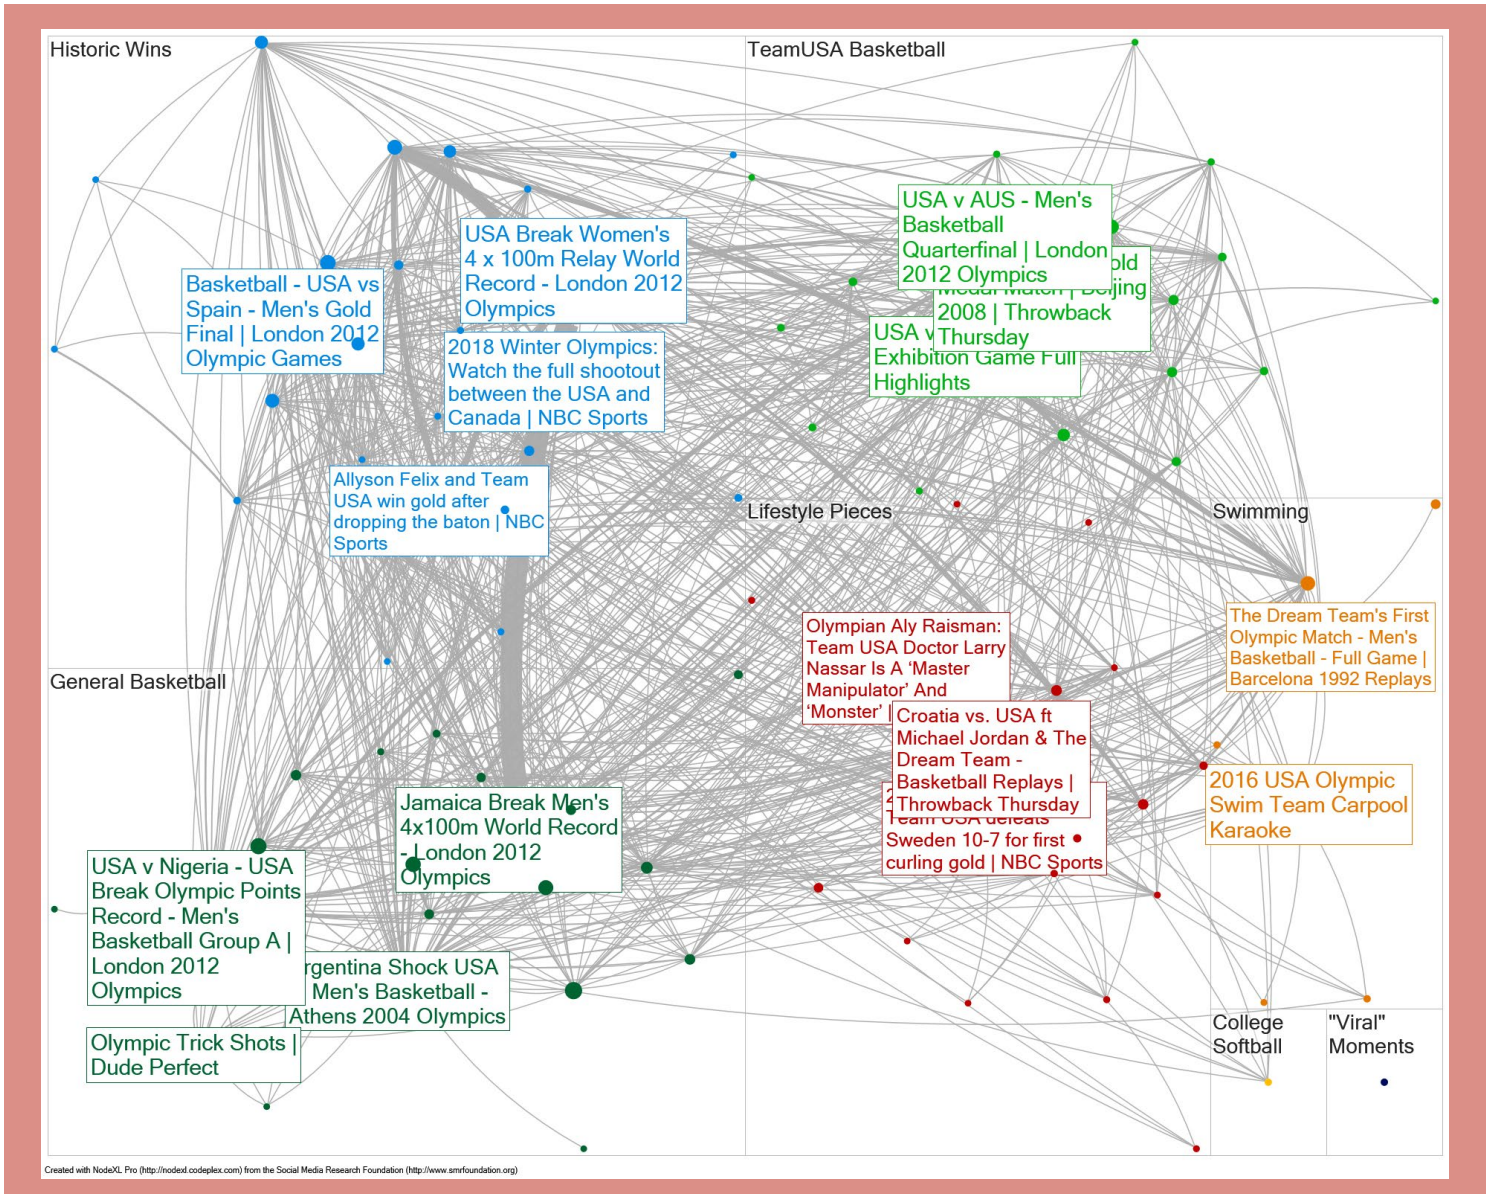 Historic Wins
TeamUSA Basketball
USA Break Women's
4 x 100m Relay World
Record - London 2012
Olympics
Basketball - USA vs
Spain - Men's Gold
Final | London 2012
Olympic Games
2018 Winter Olympics:
Watch the full shootout
between the USA and
Canada | NBC Sports
Allyson Felix and Team
USA win gold after
dropping the baton | NBC
Sports
USA v AUS - Men's
Basketball
Quarterfinal | London
2012 Olympics
Medal Match | Beijing
2008 | Throwback
Thursday
USA v
Exhibition Game Full
Highlights
Lifestyle Pieces
Swimming
Olympian Aly Raisman:
Team USA Doctor Larry
Nassar Is A ‘Master
Manipulator’ And
‘Monster’ |
Croatia vs. USA ft
Michael Jordan & The
Dream Team -
Basketball Replays |
Throwback Thursday
Team USA defeats
Sweden 10-7 for first
curling gold | NBC Sports
The Dream Team's First
Olympic Match - Men's
Basketball - Full Game |
Barcelona 1992 Replays
2016 USA Olympic
Swim Team Carpool
Karaoke
General Basketball
Jamaica Break Men's
4x100m World Record
- London 2012
Olympics
USA v Nigeria - USA
Break Olympic Points
Record - Men's
Basketball Group A |
London 2012
Olympics
rgentina Shock USA
Men's Basketball -
Athens 2004 Olympics
Olympic Trick Shots |
Dude Perfect
College
Softball
"Viral"
Moments
Created with NodeXL Pro (http://nodexl.codeplex.com) from the Social Media Research Foundation (http://www.smrfoundation.org)